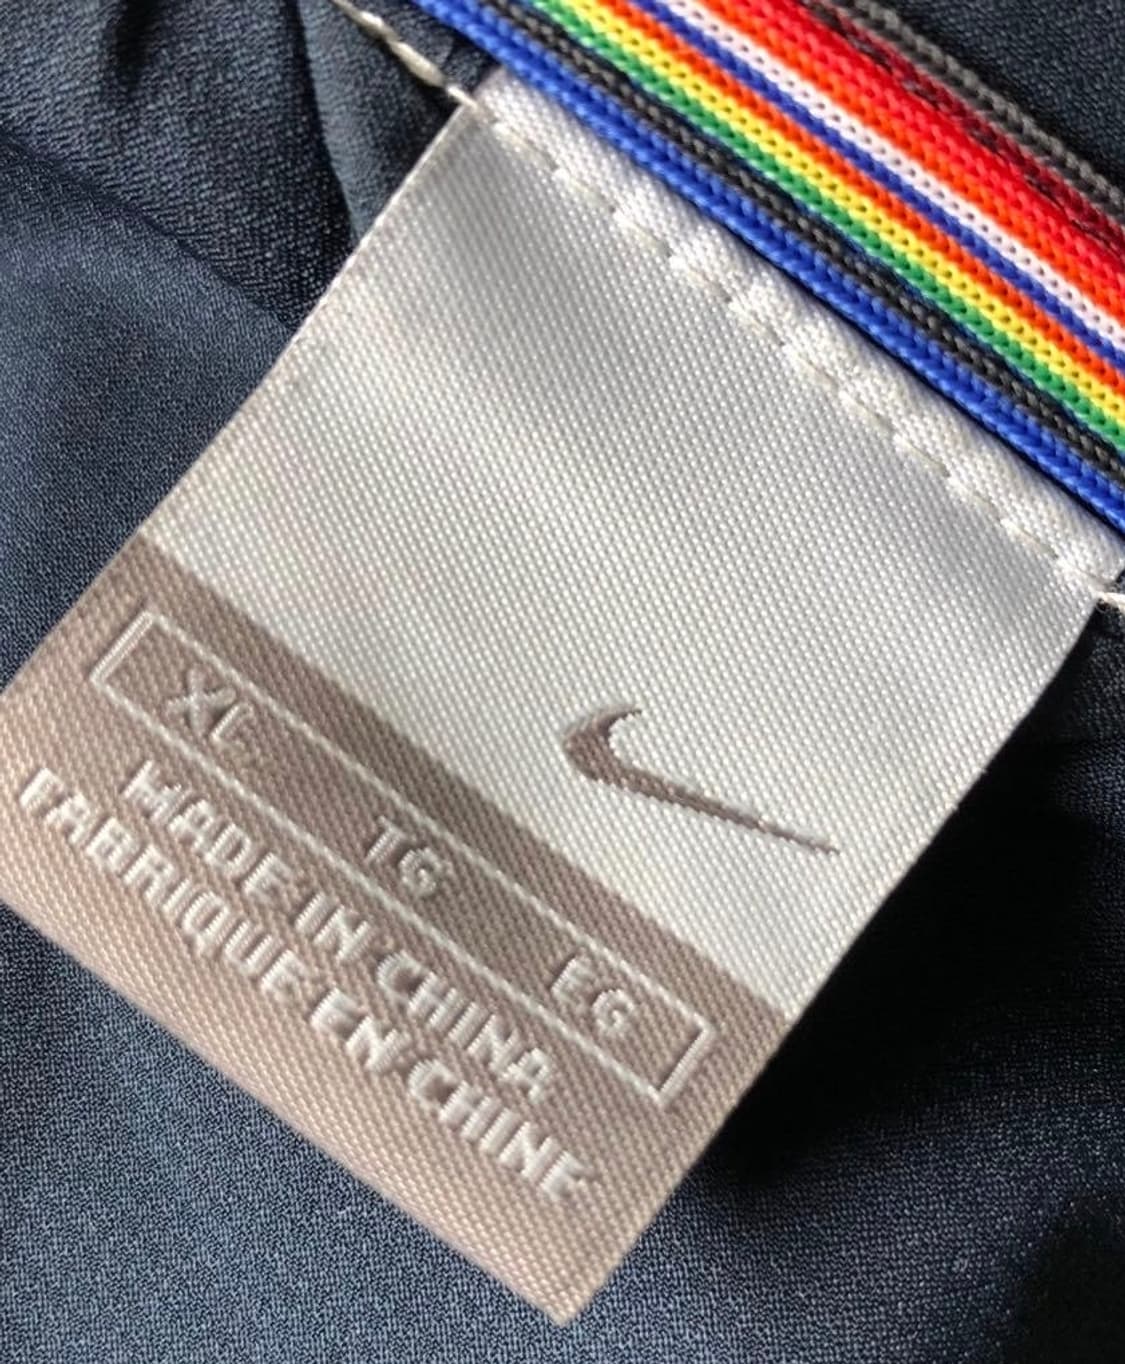 XL TG EG
MADE IN CHINA
FABRIQUE EN CHINE